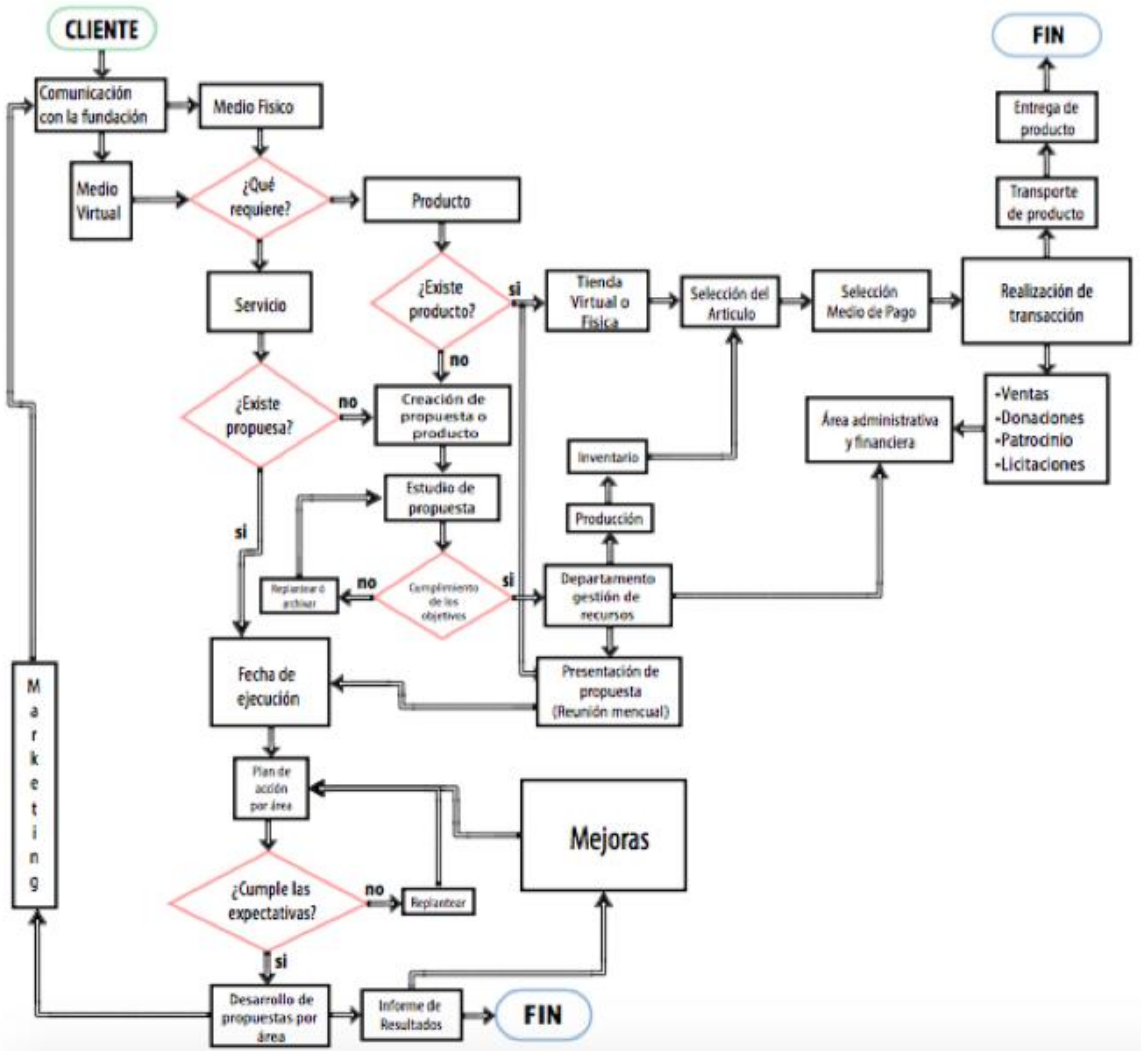 CLIENTE
FIN
Comunicación
con la fundación
Medio Fisico
Entrega de
producto
Medio
Virtual
¿Qué
requiere?
Producto
Transporte
de producto
Servicio
¿Existe
producto?
si
Tienda
Virtual o
Fisica
Selección del
Articulo
Selección
Medio de Pago
Realización de
transacción
no
¿Existe
propuesa?
no
Creación de
propuesta o
producto
-Ventas
-Donaciones
-Patrocinio
-Licitaciones
Área administrativa
y financiera
Inventario
Estudio de
propuesta
Producción
si
Replantear ó
archivar
no
Cumplimiento
de los
objetivos
si
Departamento
gestión de
recursos
Fecha de
ejecución
Presentación de
propuesta
(Reunión mencual)
Marketing
Plan de
acción
por área
Mejoras
¿Cumple las
expectativas?
no
Replantear
si
Desarrollo de
propuestas por
área
Informe de
Resultados
FIN